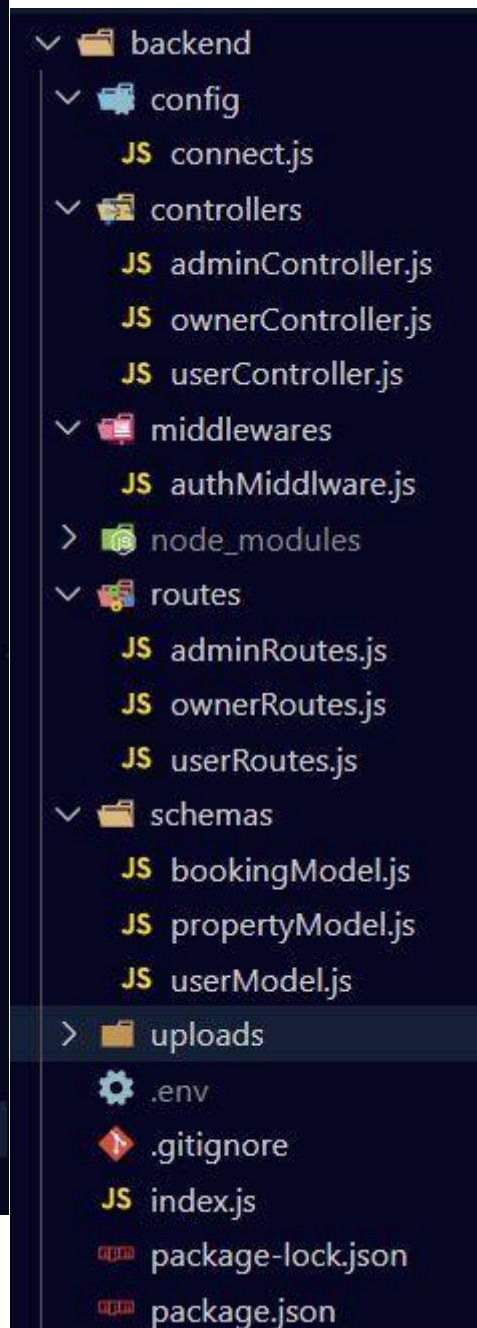 backend
config
JS connect.js
controllers
JS adminController.js
JS ownerController.js
JS userController.js
middlewares
JS authMiddlware.js
node_modules
routes
JS adminRoutes.js
JS ownerRoutes.js
JS userRoutes.js
schemas
JS bookingModel.js
JS propertyModel.js
JS userModel.js
uploads
.env
.gitignore
JS index.js
package-lock.json
package.json